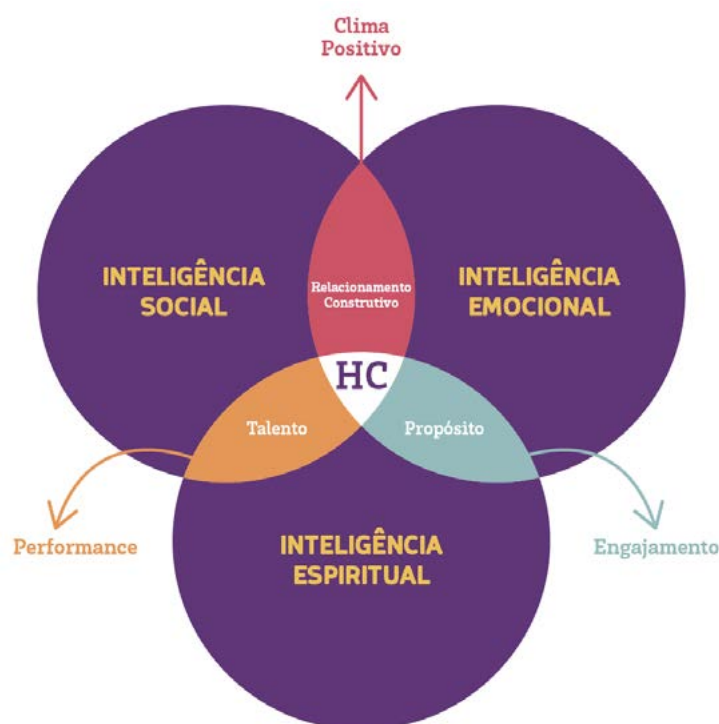 Clima
Positivo
INTELIGÊNCIA
SOCIAL
INTELIGÊNCIA
EMOCIONAL
Relacionamento
Construtivo
HC
Talento
Propósito
Performance
Engajamento
INTELIGÊNCIA
ESPIRITUAL